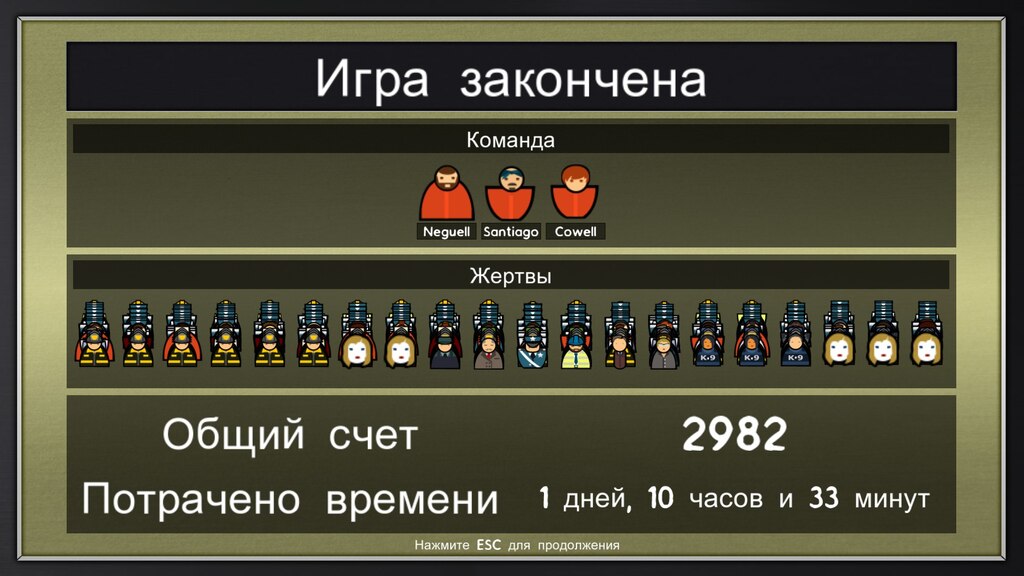 Игра закончена
Команда
Neguell Santiago Cowell
Жертвы
K-9 K-9 K-9
Общий счет 2982
Потрачено времени 1 дней, 10 часов и 33 минут
Нажмите ESC для продолжения